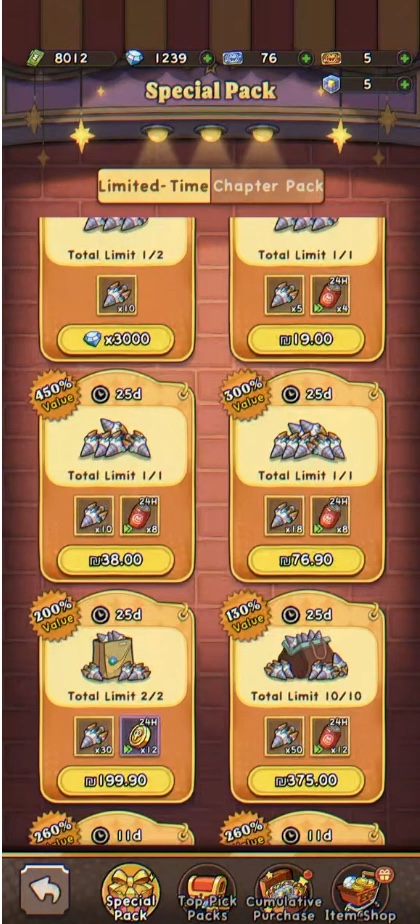 8012 1239 76 5
5
Special Pack
Limited-Time Chapter Pack
Total Limit 1/2 Total Limit 1/1
x10 x5 24H x4
x3000 ₪19.00
450% Value 25d 300% Value 25d
Total Limit 1/1 Total Limit 1/1
x10 24H x8 x18 24H x8
₪38.00 ₪76.90
200% Value 25d 130% Value 25d
Total Limit 2/2 Total Limit 10/10
x30 24H x12 x50 24H x12
₪199.90 ₪375.00
260% Value 11d 260% Value 11d
Special Pack Top Pick Packs Cumulative Purchase Item Shop